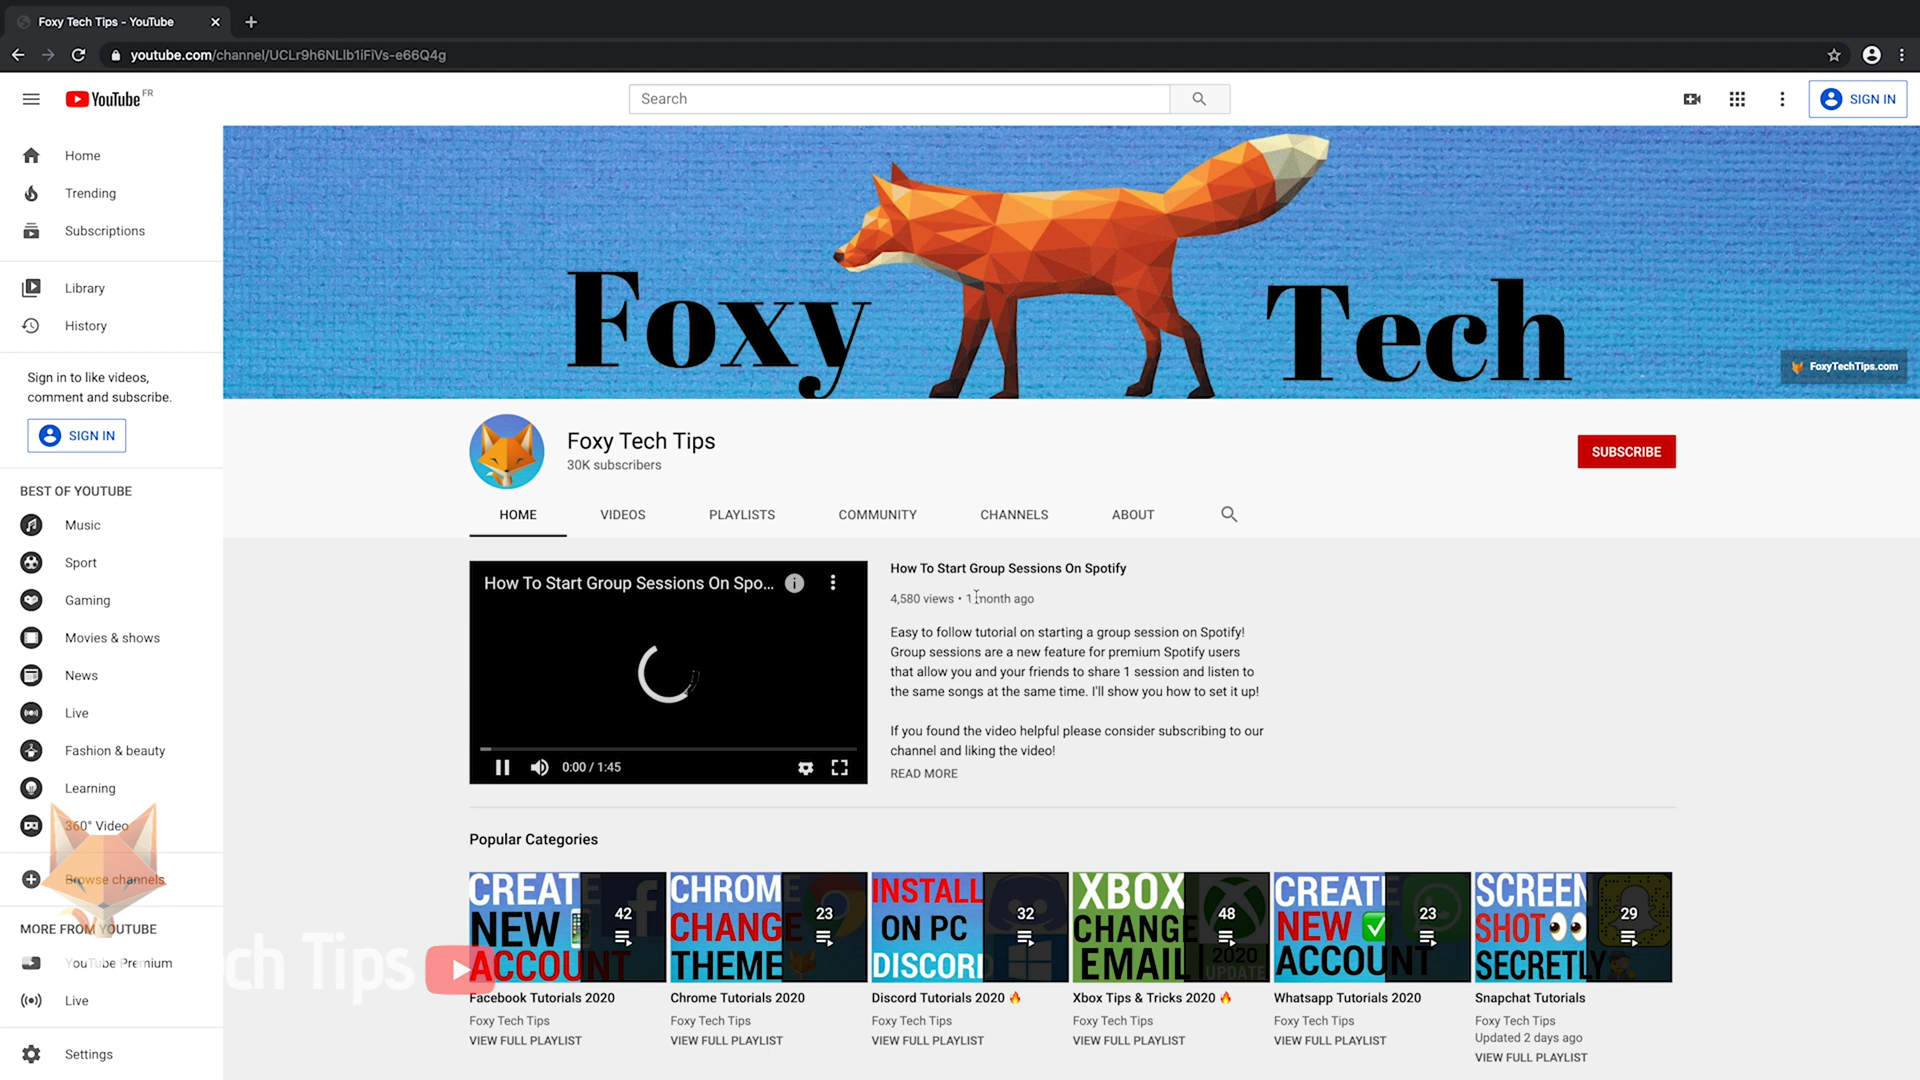 Foxy Tech Tips - YouTube
youtube.com/channel/UCLr9h6NLlb1iFiVs-e66Q4g
YouTube FR
Search
SIGN IN
Home
Trending
Subscriptions
Library
History
Sign in to like videos,
comment and subscribe.
SIGN IN
BEST OF YOUTUBE
Music
Sport
Gaming
Movies & shows
News
Live
Fashion & beauty
Learning
360° Video
Browse channels
MORE FROM YOUTUBE
YouTube Premium
Live
Settings
Foxy Tech
FoxyTechTips.com
Foxy Tech Tips
30K subscribers
SUBSCRIBE
HOME VIDEOS PLAYLISTS COMMUNITY CHANNELS ABOUT
How To Start Group Sessions On Spo...
0:00 / 1:45
How To Start Group Sessions On Spotify
4,580 views • 1 month ago
Easy to follow tutorial on starting a group session on Spotify!
Group sessions are a new feature for premium Spotify users
that allow you and your friends to share 1 session and listen to
the same songs at the same time. I'll show you how to set it up!
If you found the video helpful please consider subscribing to our
channel and liking the video!
READ MORE
Popular Categories
CREATE
NEW
ACCOUNT
42
Facebook Tutorials 2020
Foxy Tech Tips
VIEW FULL PLAYLIST
CHROME
CHANGE
THEME
23
Chrome Tutorials 2020
Foxy Tech Tips
VIEW FULL PLAYLIST
INSTALL
ON PC
DISCORD
32
Discord Tutorials 2020 🔥
Foxy Tech Tips
VIEW FULL PLAYLIST
XBOX
CHANGE
EMAIL
2020
UPDATE
48
Xbox Tips & Tricks 2020 🔥
Foxy Tech Tips
VIEW FULL PLAYLIST
CREATE
NEW ✅
ACCOUNT
23
Whatsapp Tutorials 2020
Foxy Tech Tips
VIEW FULL PLAYLIST
SCREEN
SHOT 👀
SECRETLY
29
Snapchat Tutorials
Foxy Tech Tips
Updated 2 days ago
VIEW FULL PLAYLIST
ch Tips